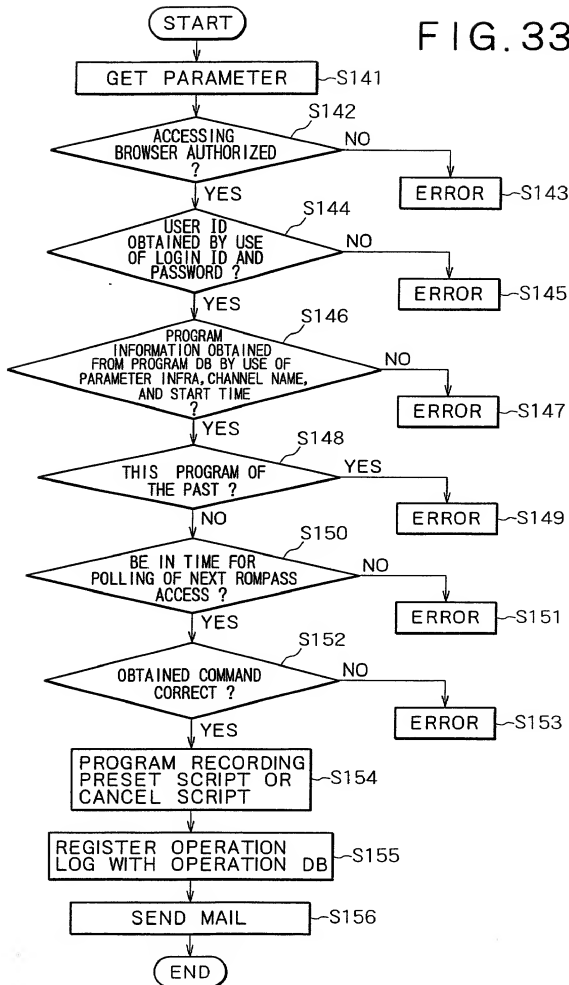 START
FIG. 33
GET PARAMETER
S141
S142
ACCESSING
BROWSER AUTHORIZED
?
NO
ERROR
S143
YES
S144
USER ID
OBTAINED BY USE
OF LOGIN ID AND
PASSWORD ?
NO
ERROR
S145
YES
S146
PROGRAM
INFORMATION OBTAINED
FROM PROGRAM DB BY USE OF
PARAMETER INFRA, CHANNEL NAME,
AND START TIME
?
NO
ERROR
S147
YES
S148
THIS PROGRAM OF
THE PAST ?
YES
ERROR
S149
NO
S150
BE IN TIME FOR
POLLING OF NEXT ROMPASS
ACCESS ?
NO
ERROR
S151
YES
S152
OBTAINED COMMAND
CORRECT ?
NO
ERROR
S153
YES
PROGRAM RECORDING
PRESET SCRIPT OR
CANCEL SCRIPT
S154
REGISTER OPERATION
LOG WITH OPERATION DB
S155
SEND MAIL
S156
END